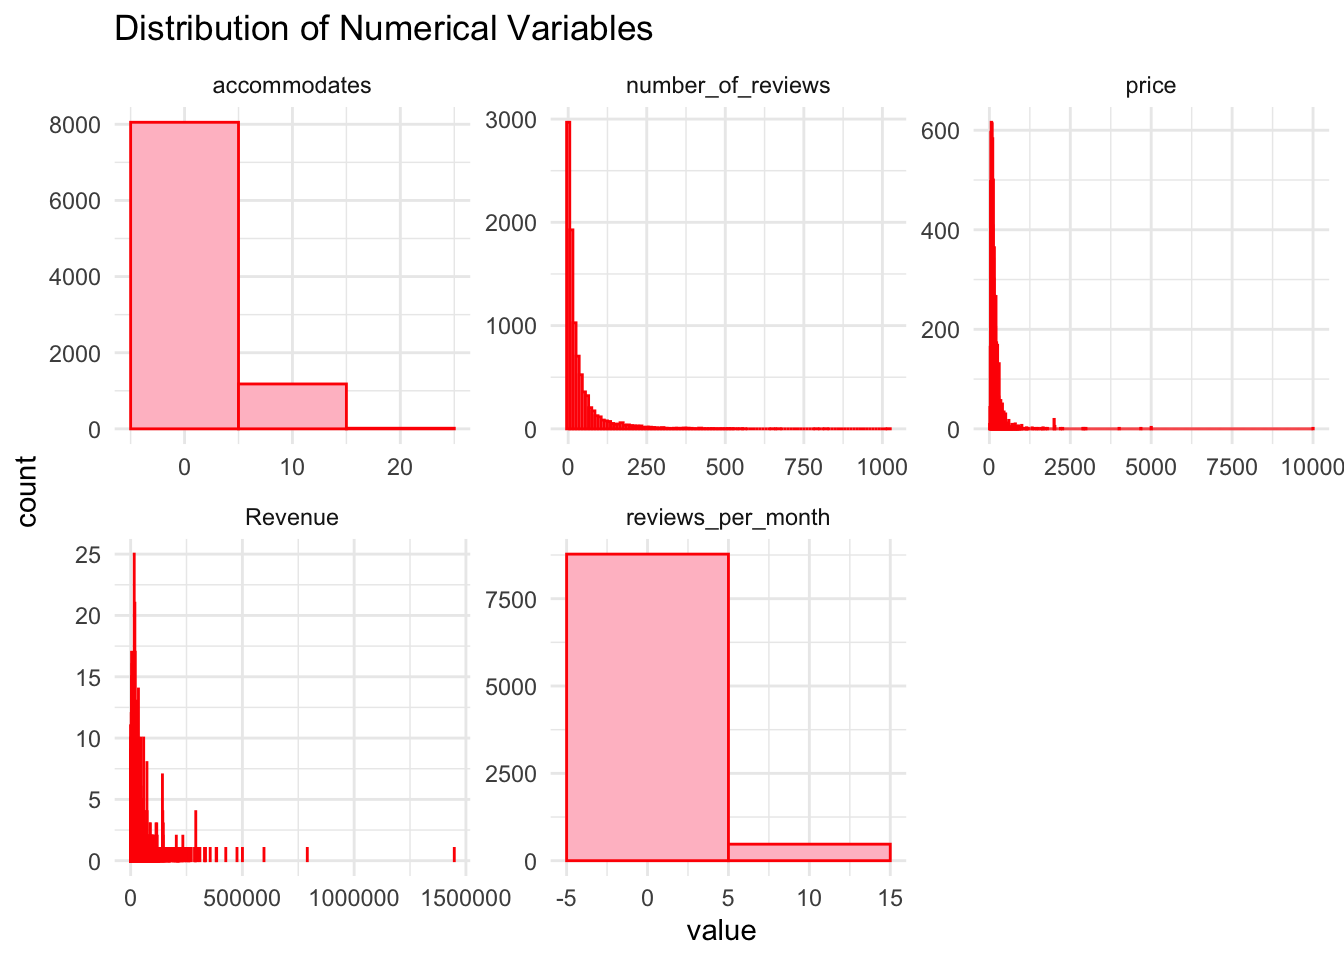 Distribution of Numerical Variables
accommodates
number_of_reviews
price
8000
6000
4000
2000
0
0 10 20
3000
2000
1000
0
0 250 500 750 1000
600
400
200
0
0 2500 5000 7500 10000
count
Revenue
reviews_per_month
25
20
15
10
5
0
0 500000 1000000 1500000
7500
5000
2500
0
-5 0 5 10 15
value